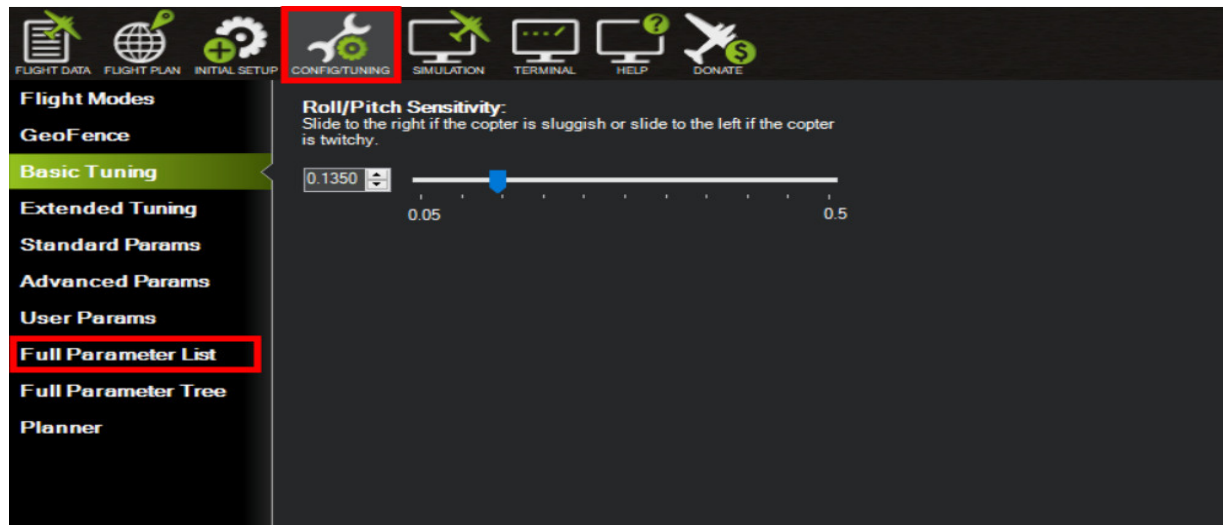 FLIGHT DATA FLIGHT PLAN INITIAL SETUP CONFIG/TUNING SIMULATION TERMINAL HELP DONATE
Flight Modes
GeoFence
Basic Tuning
Extended Tuning
Standard Params
Advanced Params
User Params
Full Parameter List
Full Parameter Tree
Planner
Roll/Pitch Sensitivity:
Slide to the right if the copter is sluggish or slide to the left if the copter
is twitchy.
0.1350
0.05 0.5